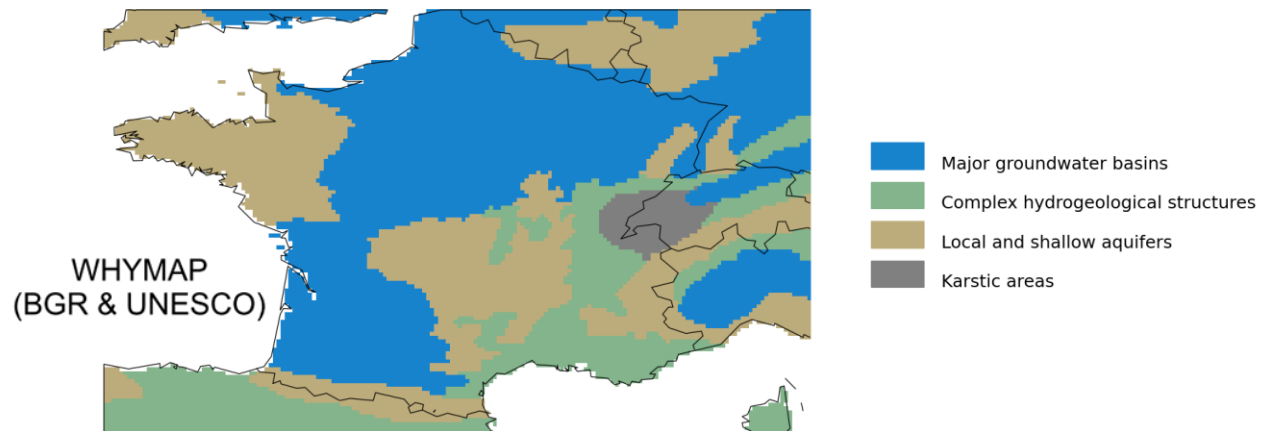 WHYMAP
(BGR & UNESCO)
Major groundwater basins
Complex hydrogeological structures
Local and shallow aquifers
Karstic areas